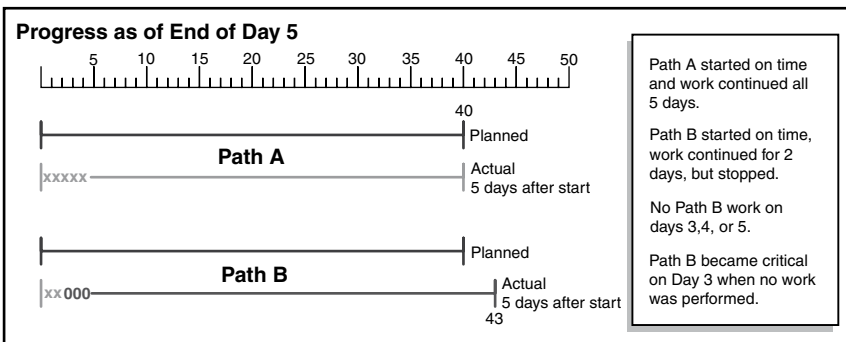 Progress as of End of Day 5
5 10 15 20 25 30 35 40 45 50
40
Planned
Path A
xxxxx
Actual
5 days after start
Planned
Path B
xx000
Actual
5 days after start
43
Path A started on time
and work continued all
5 days.
Path B started on time,
work continued for 2
days, but stopped.
No Path B work on
days 3,4, or 5.
Path B became critical
on Day 3 when no work
was performed.